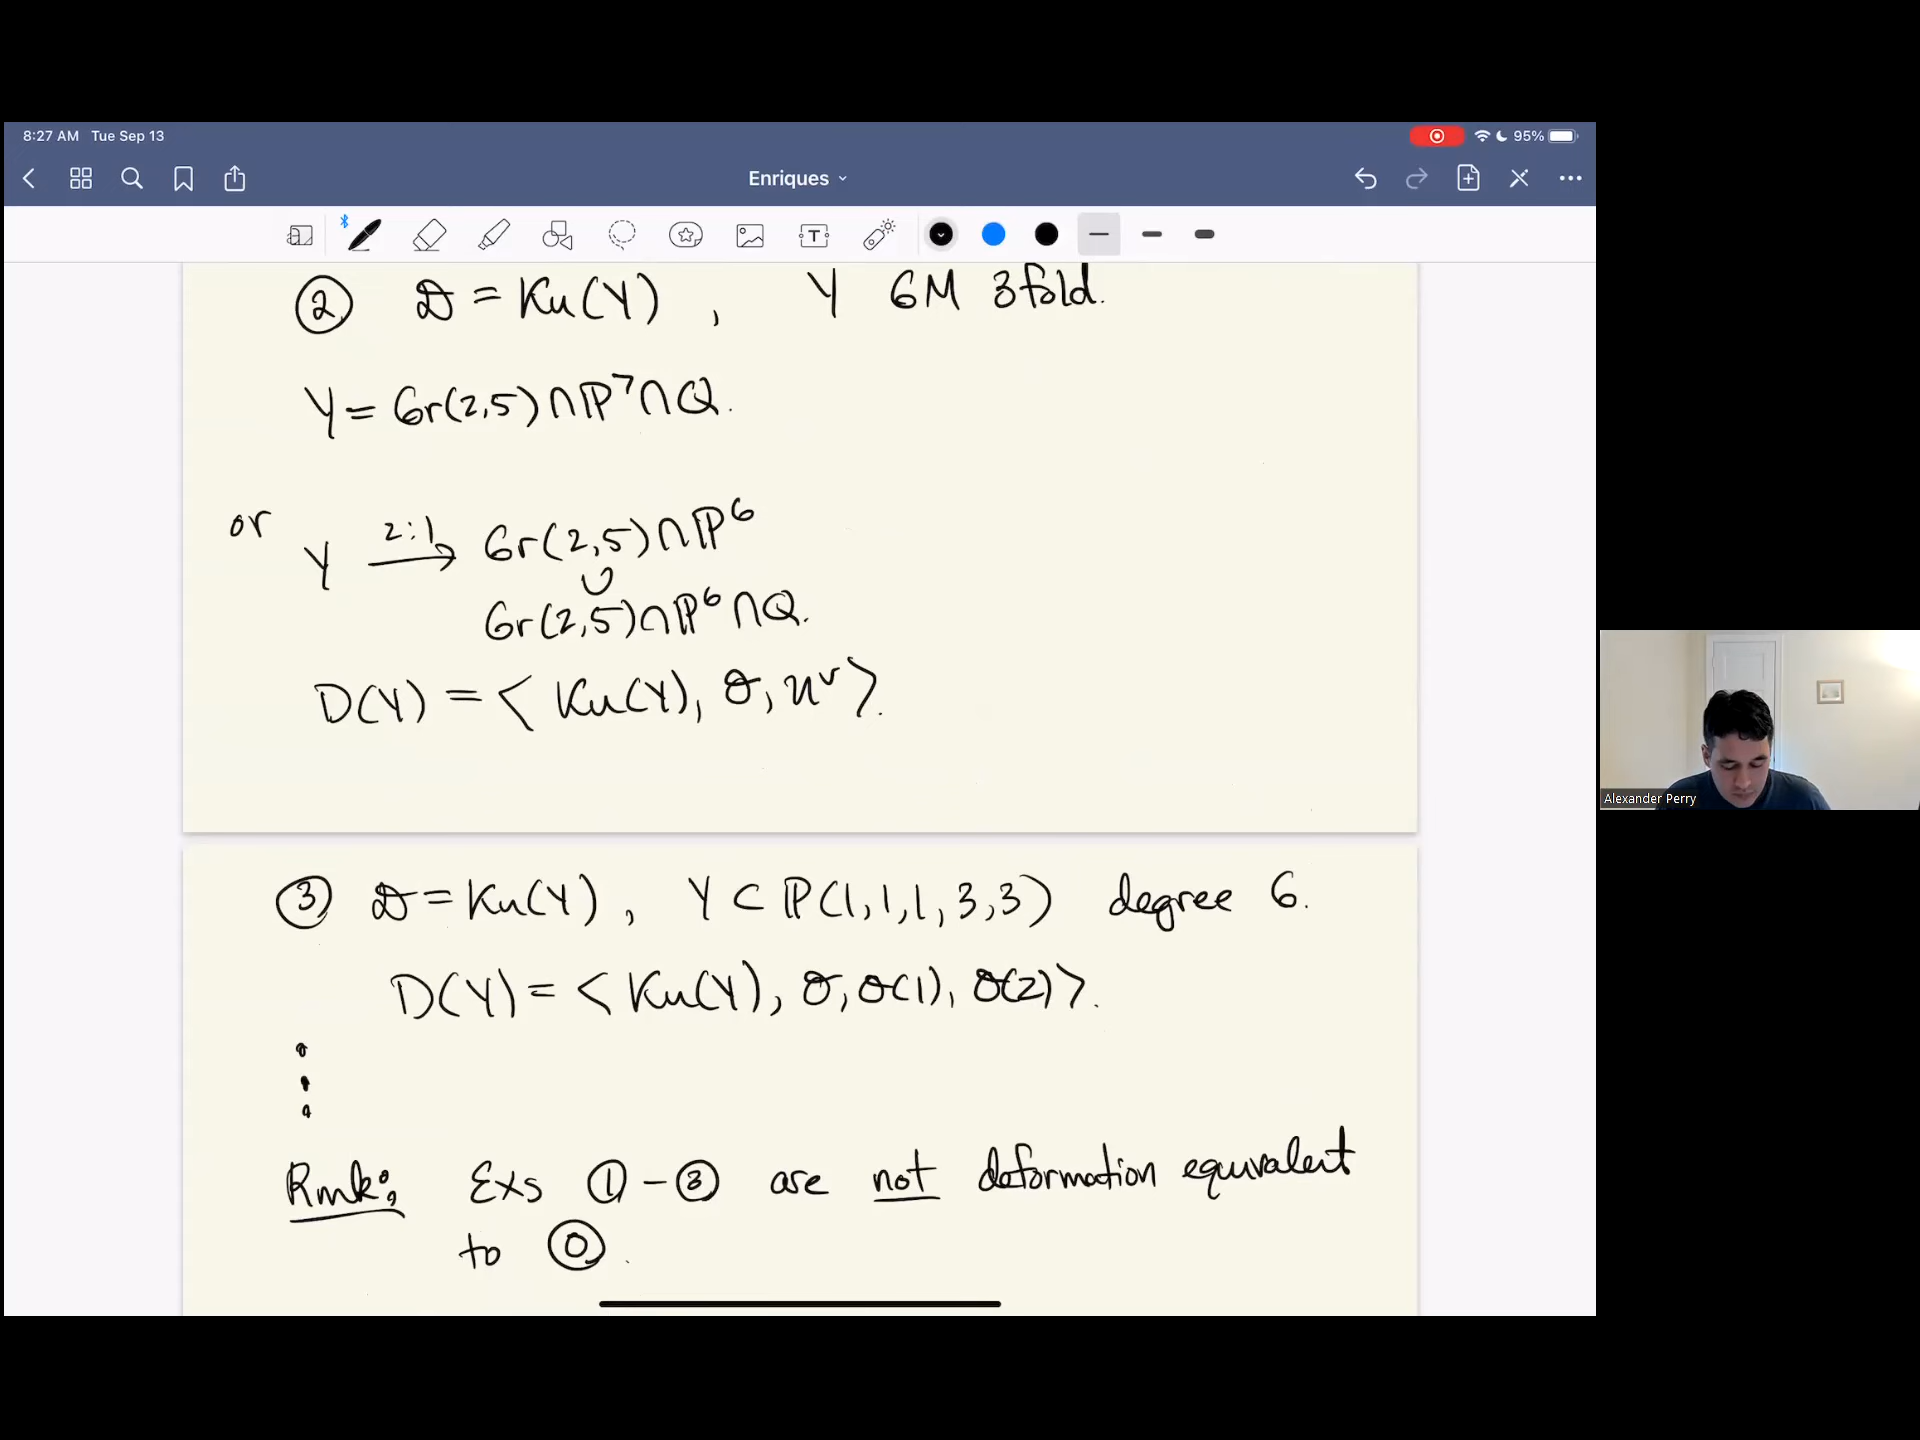 8:27 AM Tue Sep 13
95%
Enriques
② 𝒟 = Ku(Y), Y GM 3fold.
Y = Gr(2,5) ∩ ℙ⁷ ∩ Q.
or Y 2:1 → Gr(2,5) ∩ ℙ⁶
∪
Gr(2,5) ∩ ℙ⁶ ∩ Q.
D(Y) = < Ku(Y), 𝒪, 𝒰ᵛ >.
③ 𝒟 = Ku(Y), Y ⊂ ℙ(1,1,1,3,3) degree 6.
D(Y) = < Ku(Y), 𝒪, 𝒪(1), 𝒪(2) >.
⋮
Rmk: Exs ① - ③ are not deformation equivalent
to ⓪.
Alexander Perry